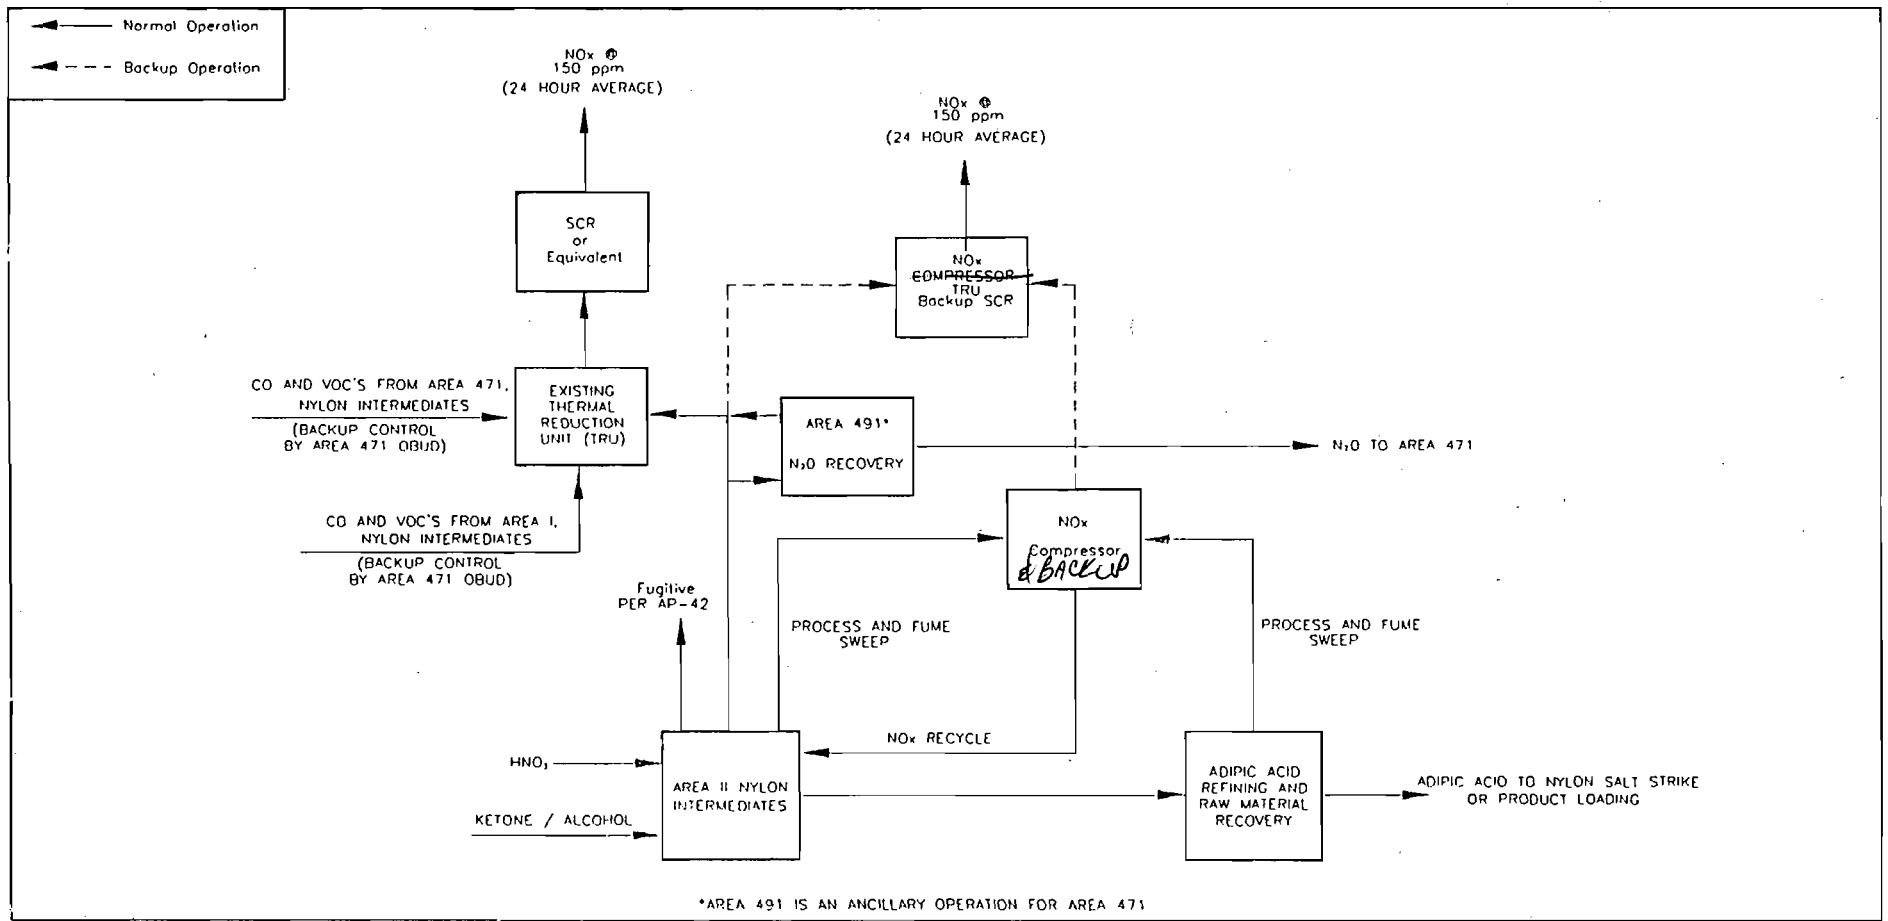 Normal Operation
Backup Operation
NOx @
150 ppm
(24 HOUR AVERAGE)
NOx @
150 ppm
(24 HOUR AVERAGE)
SCR
or
Equivalent
NOx
COMPRESSOR
TRU
Backup SCR
CO AND VOC'S FROM AREA 471,
NYLON INTERMEDIATES
(BACKUP CONTROL
BY AREA 471 OBUD)
EXISTING
THERMAL
REDUCTION
UNIT (TRU)
AREA 491*
N₂O RECOVERY
N₂O TO AREA 471
CO AND VOC'S FROM AREA I,
NYLON INTERMEDIATES
(BACKUP CONTROL
BY AREA 471 OBUD)
NOx
Compressor
& BACKUP
Fugitive
PER AP-42
PROCESS AND FUME
SWEEP
PROCESS AND FUME
SWEEP
NOx RECYCLE
HNO₃
KETONE / ALCOHOL
AREA II NYLON
INTERMEDIATES
ADIPIC ACID
REFINING AND
RAW MATERIAL
RECOVERY
ADIPIC ACID TO NYLON SALT STRIKE
OR PRODUCT LOADING
*AREA 491 IS AN ANCILLARY OPERATION FOR AREA 471